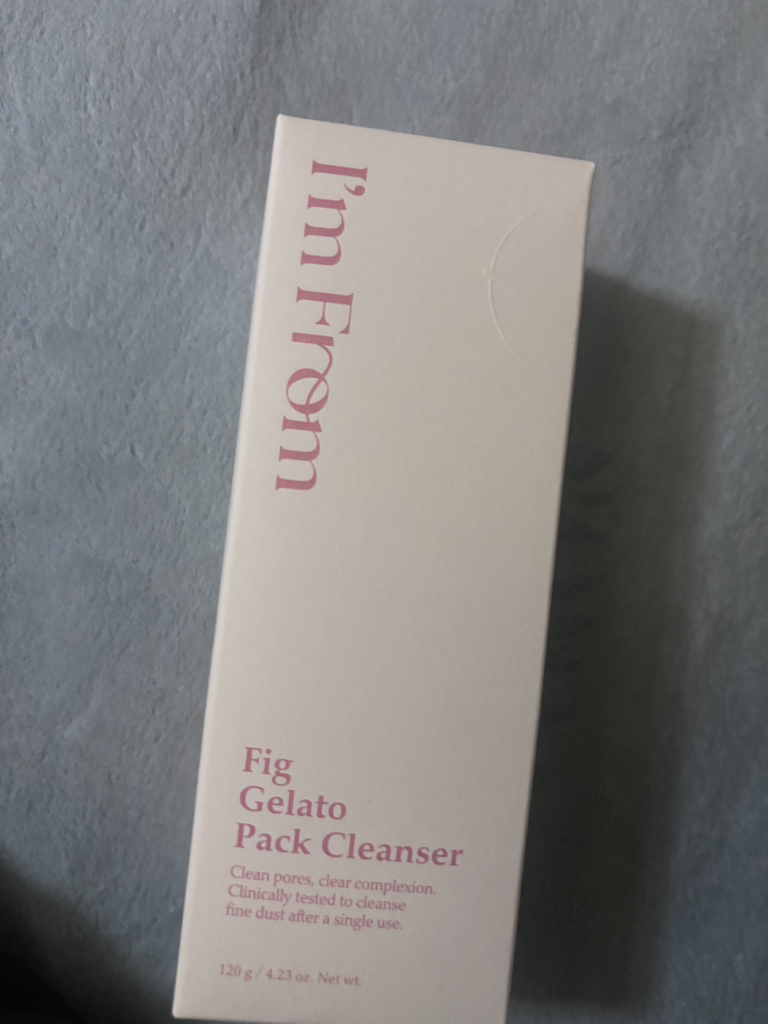 I'm From
Fig
Gelato
Pack Cleanser
Clean pores, clear complexion.
Clinically tested to cleanse
fine dust after a single use.
120 g / 4.23 oz. Net wt.